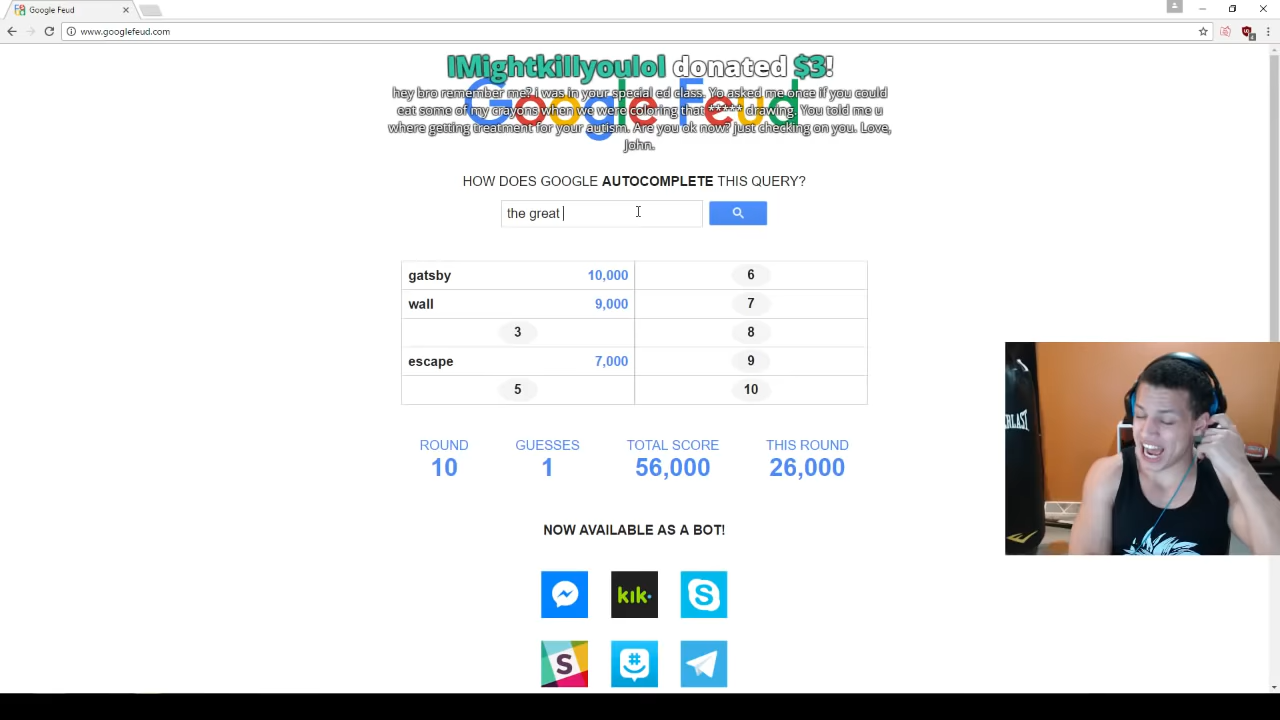 Google Feud
www.googlefeud.com
IMightkillyoulol donated $3!
Google Feud
hey bro remember me? i was in your special ed class. Yo asked me once if you could
eat some of my crayons when we were coloring that ***** drawing. You told me u
where getting treatment for your autism. Are you ok now? just checking on you. Love,
John.
HOW DOES GOOGLE AUTOCOMPLETE THIS QUERY?
the great
gatsby 10,000 6
wall 9,000 7
3 8
escape 7,000 9
5 10
ROUND GUESSES TOTAL SCORE THIS ROUND
10 1 56,000 26,000
NOW AVAILABLE AS A BOT!
kik
S S
#